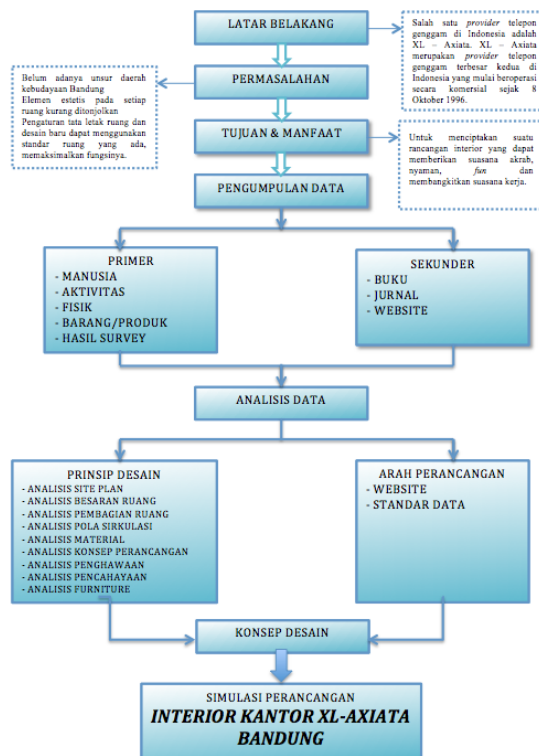 LATAR BELAKANG
Salah satu provider telepon
genggam di Indonesia adalah
XL – Axiata. XL – Axiata
merupakan provider telepon
genggam terbesar kedua di
Indonesia yang mulai beroperasi
secara komersial sejak 8
Oktober 1996.
PERMASALAHAN
Belum adanya unsur daerah
kebudayaan Bandung
Elemen estetis pada setiap
ruang kurang ditonjolkan
Pengaturan tata letak ruang dan
desain baru dapat menggunakan
standar ruang yang ada,
memaksimalkan fungsinya.
TUJUAN & MANFAAT
Untuk menciptakan suatu
rancangan interior yang dapat
memberikan suasana akrab,
nyaman, fun dan
membangkitkan suasana kerja.
PENGUMPULAN DATA
PRIMER
- MANUSIA
- AKTIVITAS
- FISIK
- BARANG/PRODUK
- HASIL SURVEY
SEKUNDER
- BUKU
- JURNAL
- WEBSITE
ANALISIS DATA
PRINSIP DESAIN
- ANALISIS SITE PLAN
- ANALISIS BESARAN RUANG
- ANALISIS PEMBAGIAN RUANG
- ANALISIS POLA SIRKULASI
- ANALISIS MATERIAL
- ANALISIS KONSEP PERANCANGAN
- ANALISIS PENGHAWAAN
- ANALISIS PENCAHAYAAN
- ANALISIS FURNITURE
ARAH PERANCANGAN
- WEBSITE
- STANDAR DATA
KONSEP DESAIN
SIMULASI PERANCANGAN
INTERIOR KANTOR XL-AXIATA
BANDUNG